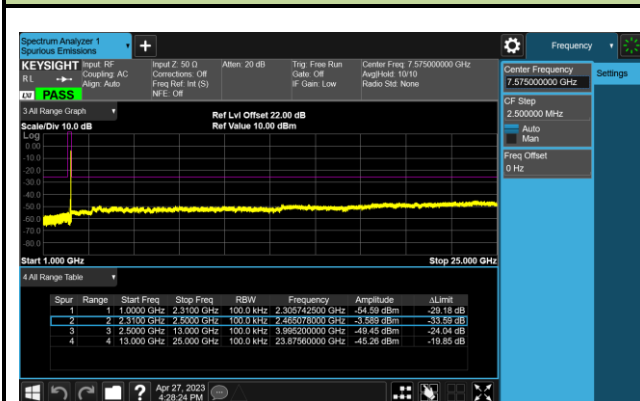 Spectrum Analyzer 1
Spurious Emissions
Frequency
KEYSIGHT
Input: RF
Input Z: 50 Ω
Atten: 20 dB
Trig: Free Run
Center Freq: 7.575000000 GHz
RL
Coupling: AC
Corrections: Off
Gate: Off
Avg|Hold: 10/10
Align: Auto
Freq Ref: Int (S)
IF Gain: Low
Radio Std: None
NFE: Off
LXI
PASS
Center Frequency
7.575000000 GHz
Settings
CF Step
2.500000 MHz
Auto
Man
Freq Offset
0 Hz
3 All Range Graph
Ref Lvl Offset 22.00 dB
Scale/Div 10.0 dB
Ref Value 10.00 dBm
Log
0.00
-10.0
-20.0
-30.0
-40.0
-50.0
-60.0
-70.0
-80.0
Start 1.000 GHz
Stop 25.000 GHz
4 All Range Table
Spur Range Start Freq Stop Freq RBW Frequency Amplitude ΔLimit
1 1 1.0000 GHz 2.3100 GHz 100.0 kHz 2.305742500 GHz -54.59 dBm -29.18 dB
2 2 2.3100 GHz 2.5000 GHz 100.0 kHz 2.465078000 GHz -3.589 dBm -33.59 dB
3 3 2.5000 GHz 13.000 GHz 100.0 kHz 3.995200000 GHz -49.45 dBm -24.04 dB
4 4 13.000 GHz 25.000 GHz 100.0 kHz 23.87560000 GHz -45.26 dBm -19.85 dB
?
Apr 27, 2023
4:28:24 PM